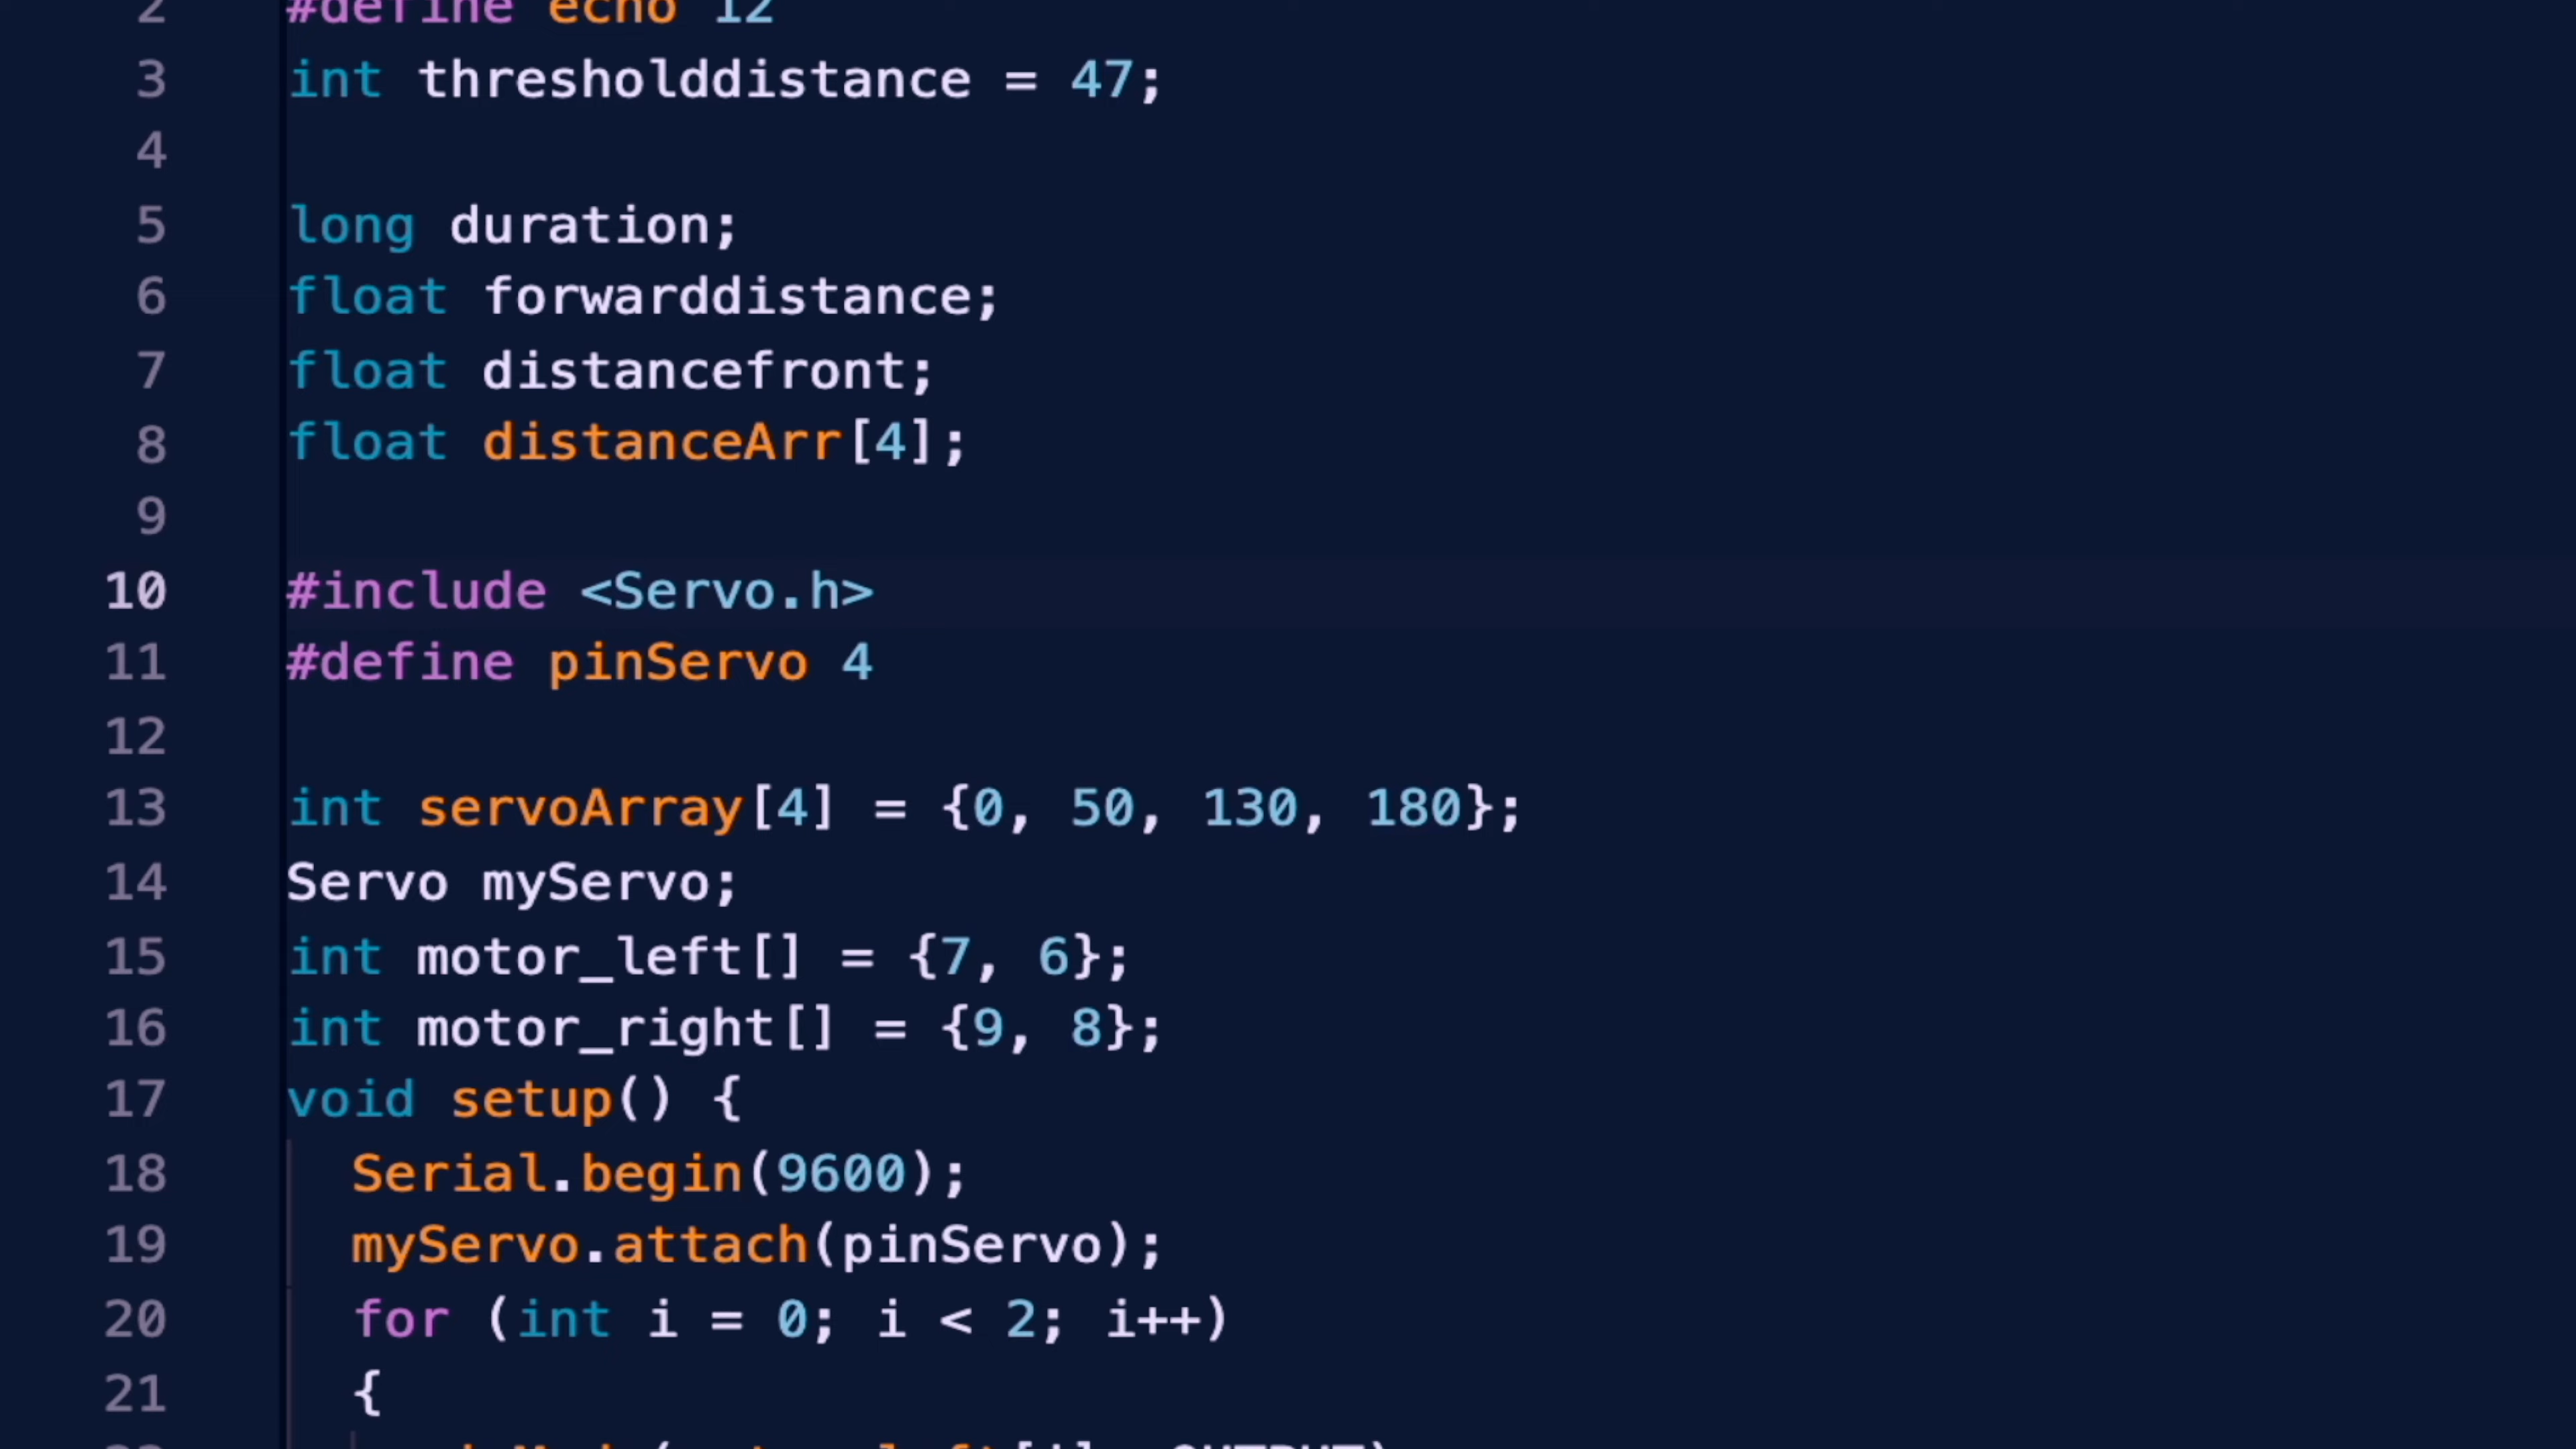 2 #define echo 12
3 int thresholddistance = 47;
4
5 long duration;
6 float forwarddistance;
7 float distancefront;
8 float distanceArr[4];
9
10 #include <Servo.h>
11 #define pinServo 4
12
13 int servoArray[4] = {0, 50, 130, 180};
14 Servo myServo;
15 int motor_left[] = {7, 6};
16 int motor_right[] = {9, 8};
17 void setup() {
18 Serial.begin(9600);
19 myServo.attach(pinServo);
20 for (int i = 0; i < 2; i++)
21 {